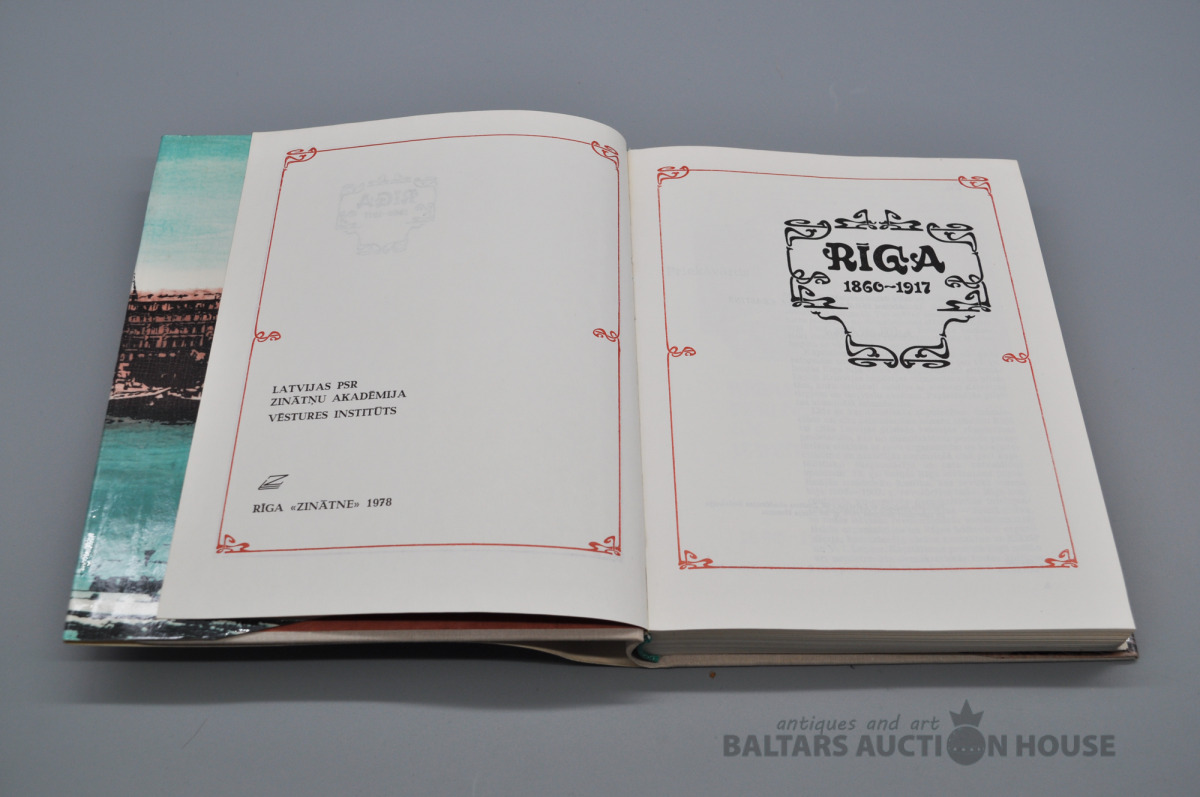 LATVIJAS PSR
ZINĀTŅU AKADĒMIJA
VĒSTURES INSTITŪTS
RĪGA «ZINĀTNE» 1978
RĪGA
1860–1917
antiques and art
BALTARS AUCTION HOUSE